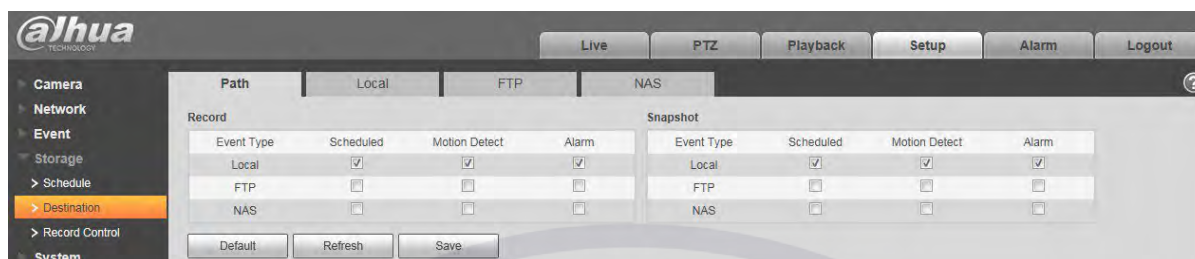 alhua
TECHNOLOGY
Live PTZ Playback Setup Alarm Logout
Camera Path Local FTP NAS ?
Network
Record Snapshot
Event
Event Type Scheduled Motion Detect Alarm Event Type Scheduled Motion Detect Alarm
Storage
Local Local
> Schedule
FTP FTP
> Destination
NAS NAS
> Record Control
Default Refresh Save
System